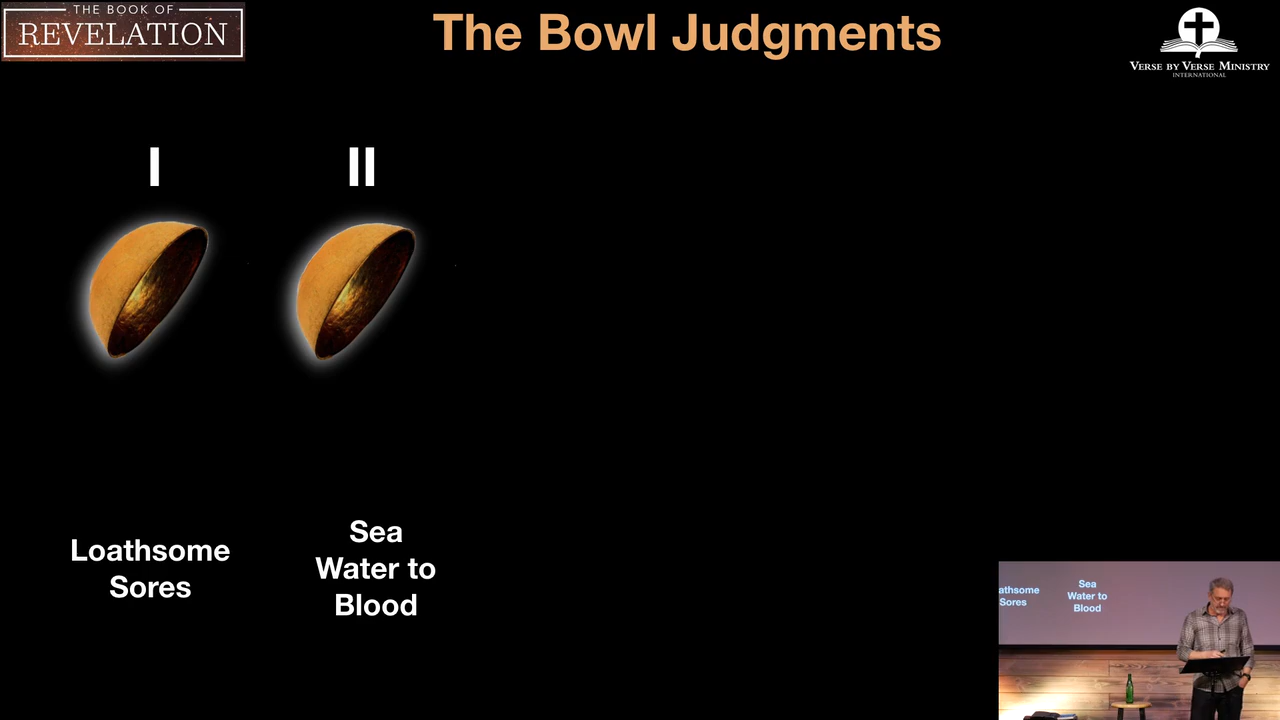 THE BOOK OF
REVELATION
The Bowl Judgments
VERSE BY VERSE MINISTRY
INTERNATIONAL
I
II
Loathsome
Sores
Sea
Water to
Blood
athsome
Sores
Sea
Water to
Blood